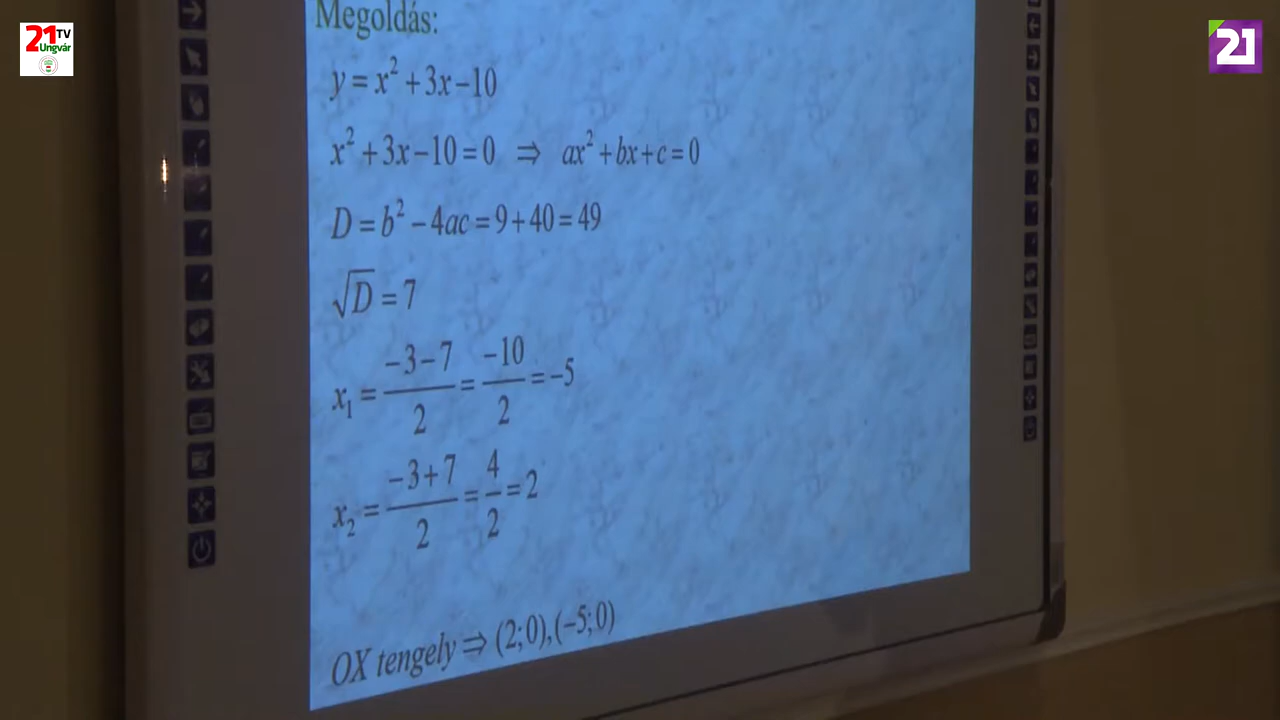 21 TV
Ungvár
21
Megoldás:
y = x² + 3x − 10
x² + 3x − 10 = 0 ⇒ ax² + bx + c = 0
D = b² − 4ac = 9 + 40 = 49
√D = 7
x₁ = (−3−7)/2 = −10/2 = −5
x₂ = (−3+7)/2 = 4/2 = 2
OX tengely ⇒ (2;0),(−5;0)